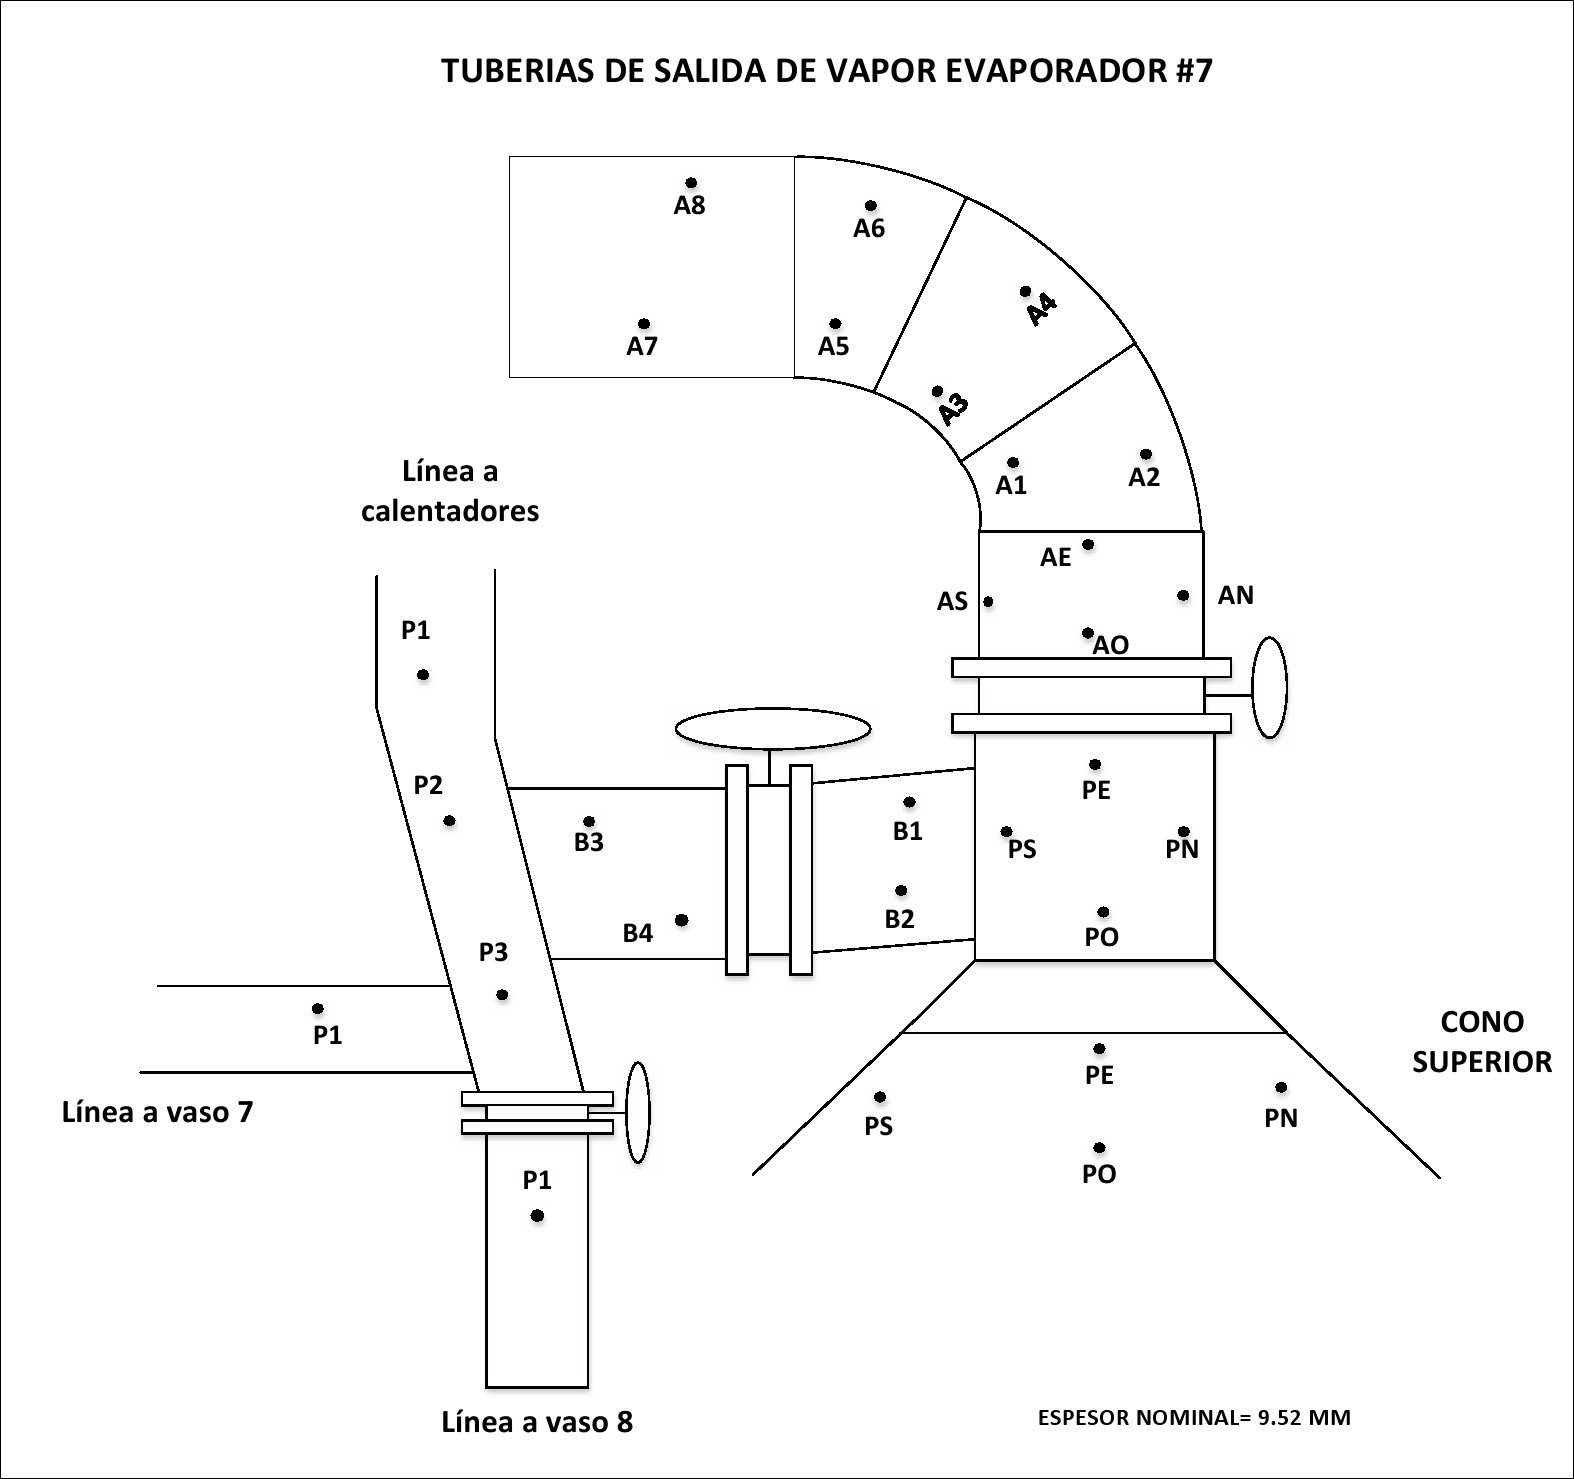 TUBERIAS DE SALIDA DE VAPOR EVAPORADOR #7
A8
A6
A7
A5
A4
A3
A1
A2
Línea a
calentadores
AE
AS
AN
AO
P1
P2
PE
B3
B1
PS
PN
B4
B2
PO
P3
P1
Línea a vaso 7
CONO
SUPERIOR
PE
PS
PN
PO
P1
Línea a vaso 8
ESPESOR NOMINAL= 9.52 MM